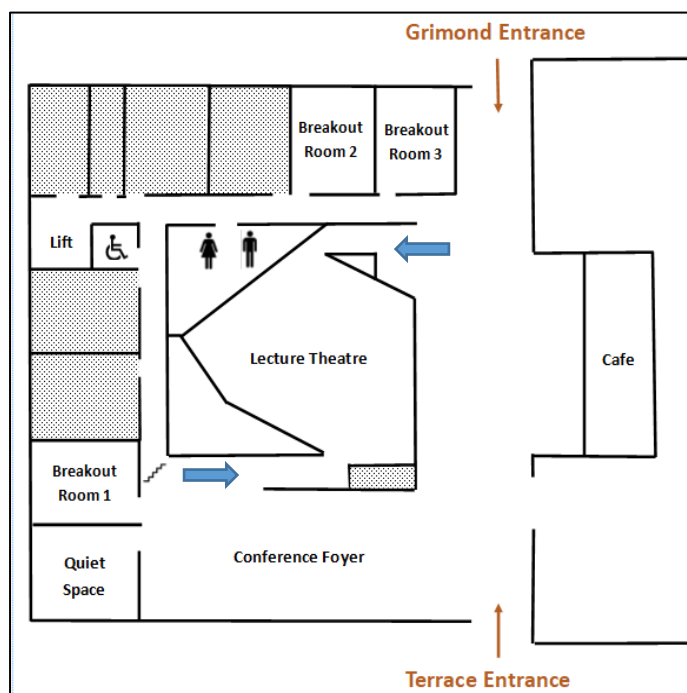 Grimond Entrance
Breakout
Room 2
Breakout
Room 3
Lift
Lecture Theatre
Cafe
Breakout
Room 1
Quiet
Space
Conference Foyer
Terrace Entrance